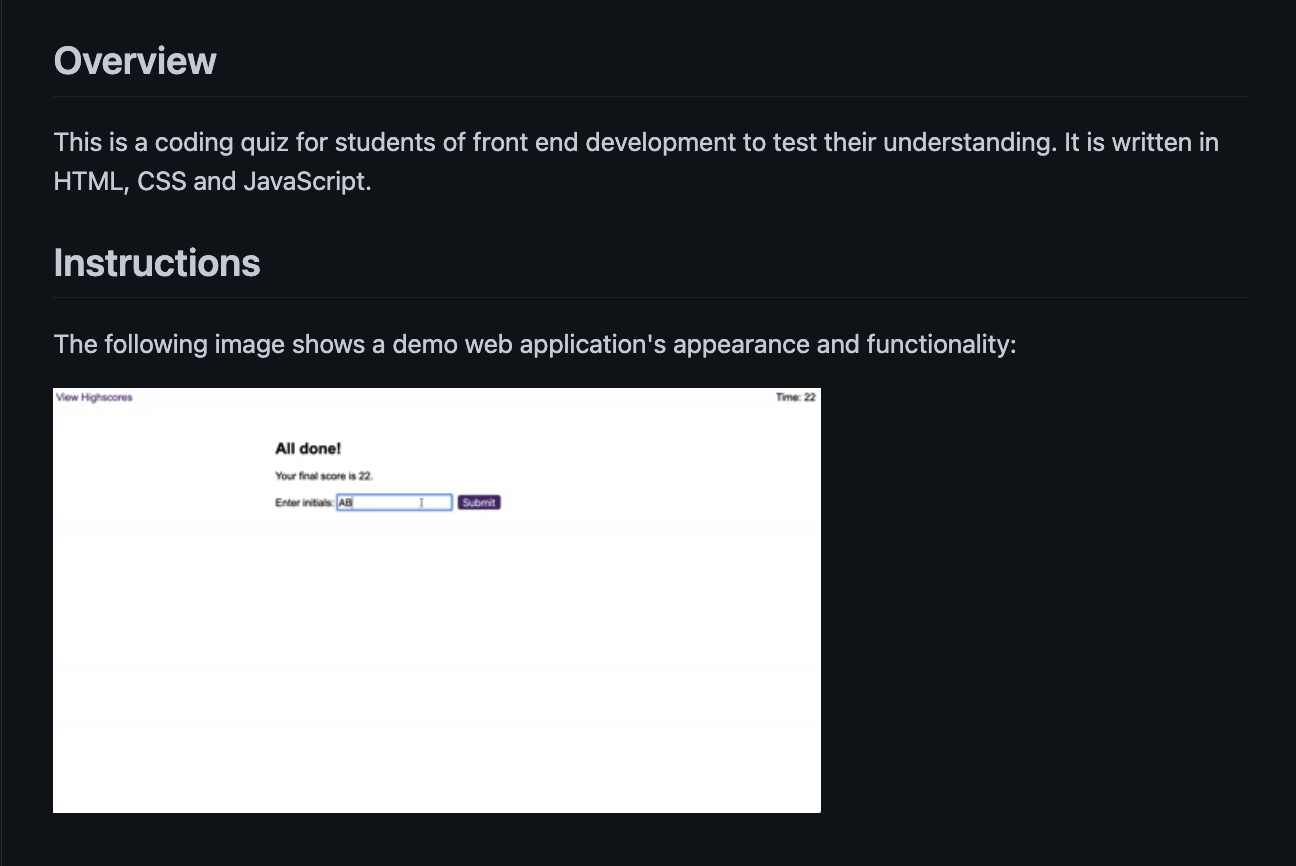 Overview
This is a coding quiz for students of front end development to test their understanding. It is written in
HTML, CSS and JavaScript.
Instructions
The following image shows a demo web application's appearance and functionality:
View Highscores
Time: 22
All done!
Your final score is 22.
Enter initials: AB Submit